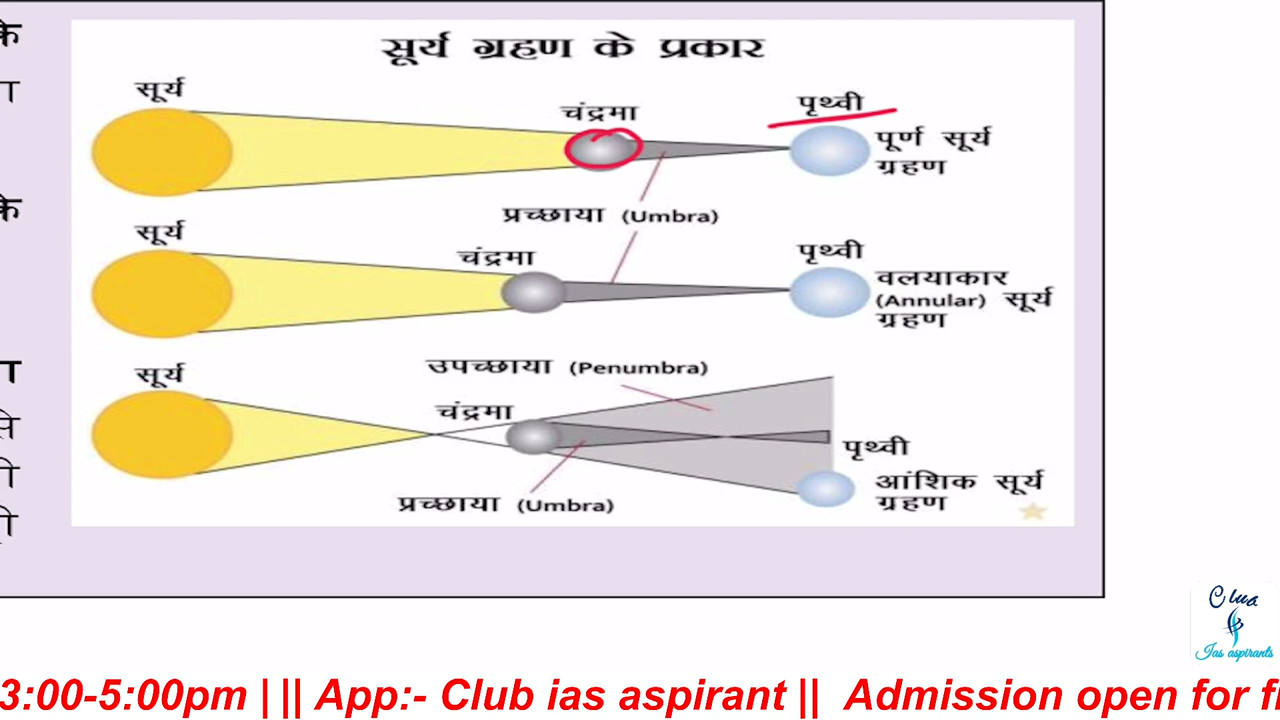 सूर्य ग्रहण के प्रकार
सूर्य
चंद्रमा
पृथ्वी
पूर्ण सूर्य
ग्रहण
प्रच्छाया (Umbra)
सूर्य
चंद्रमा
पृथ्वी
वलयाकार
(Annular) सूर्य
ग्रहण
उपच्छाया (Penumbra)
सूर्य
चंद्रमा
पृथ्वी
आंशिक सूर्य
ग्रहण
प्रच्छाया (Umbra)
Club
Ias aspirants
3:00-5:00pm | || App:- Club ias aspirant || Admission open for